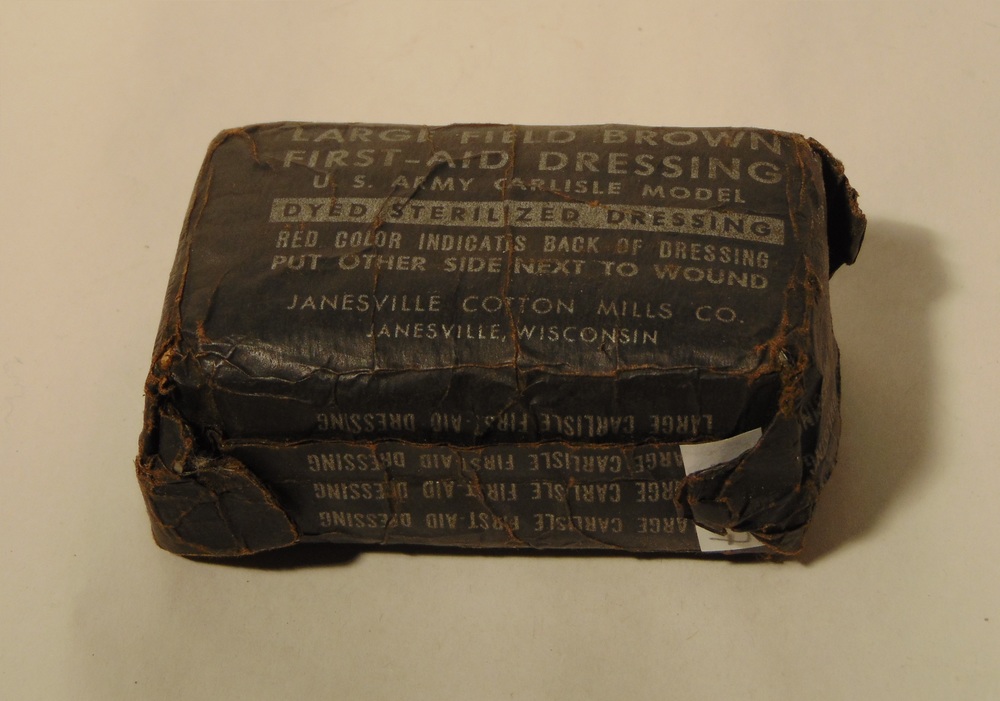 LARGE FIELD BROWN
FIRST-AID DRESSING
U.S. ARMY CARLISLE MODEL
DYED STERILIZED DRESSING
RED COLOR INDICATES BACK OF DRESSING
PUT OTHER SIDE NEXT TO WOUND
JANESVILLE COTTON MILLS CO.
JANESVILLE, WISCONSIN
LARGE CARLISLE FIRST-AID DRESSING
LARGE CARLISLE FIRST-AID DRESSING
LARGE CARLISLE FIRST-AID DRESSING
LARGE CARLISLE FIRST-AID DRESSING